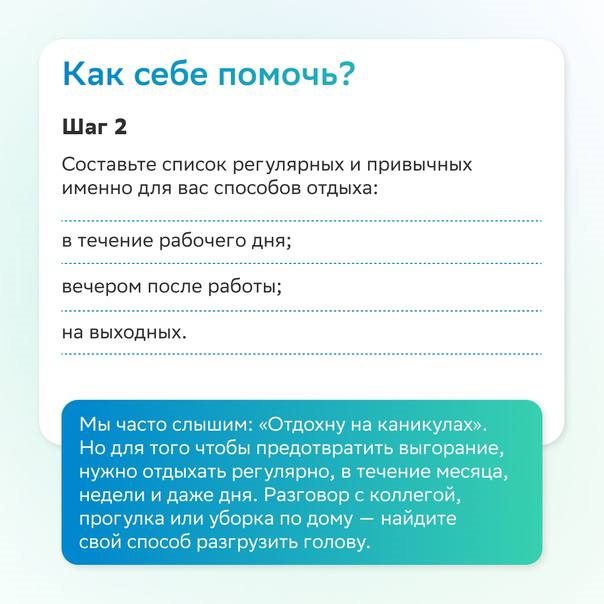 Как себе помочь?
Шаг 2
Составьте список регулярных и привычных
именно для вас способов отдыха:
в течение рабочего дня;
вечером после работы;
на выходных.
Мы часто слышим: «Отдохну на каникулах».
Но для того чтобы предотвратить выгорание,
нужно отдыхать регулярно, в течение месяца,
недели и даже дня. Разговор с коллегой,
прогулка или уборка по дому — найдите
свой способ разгрузить голову.